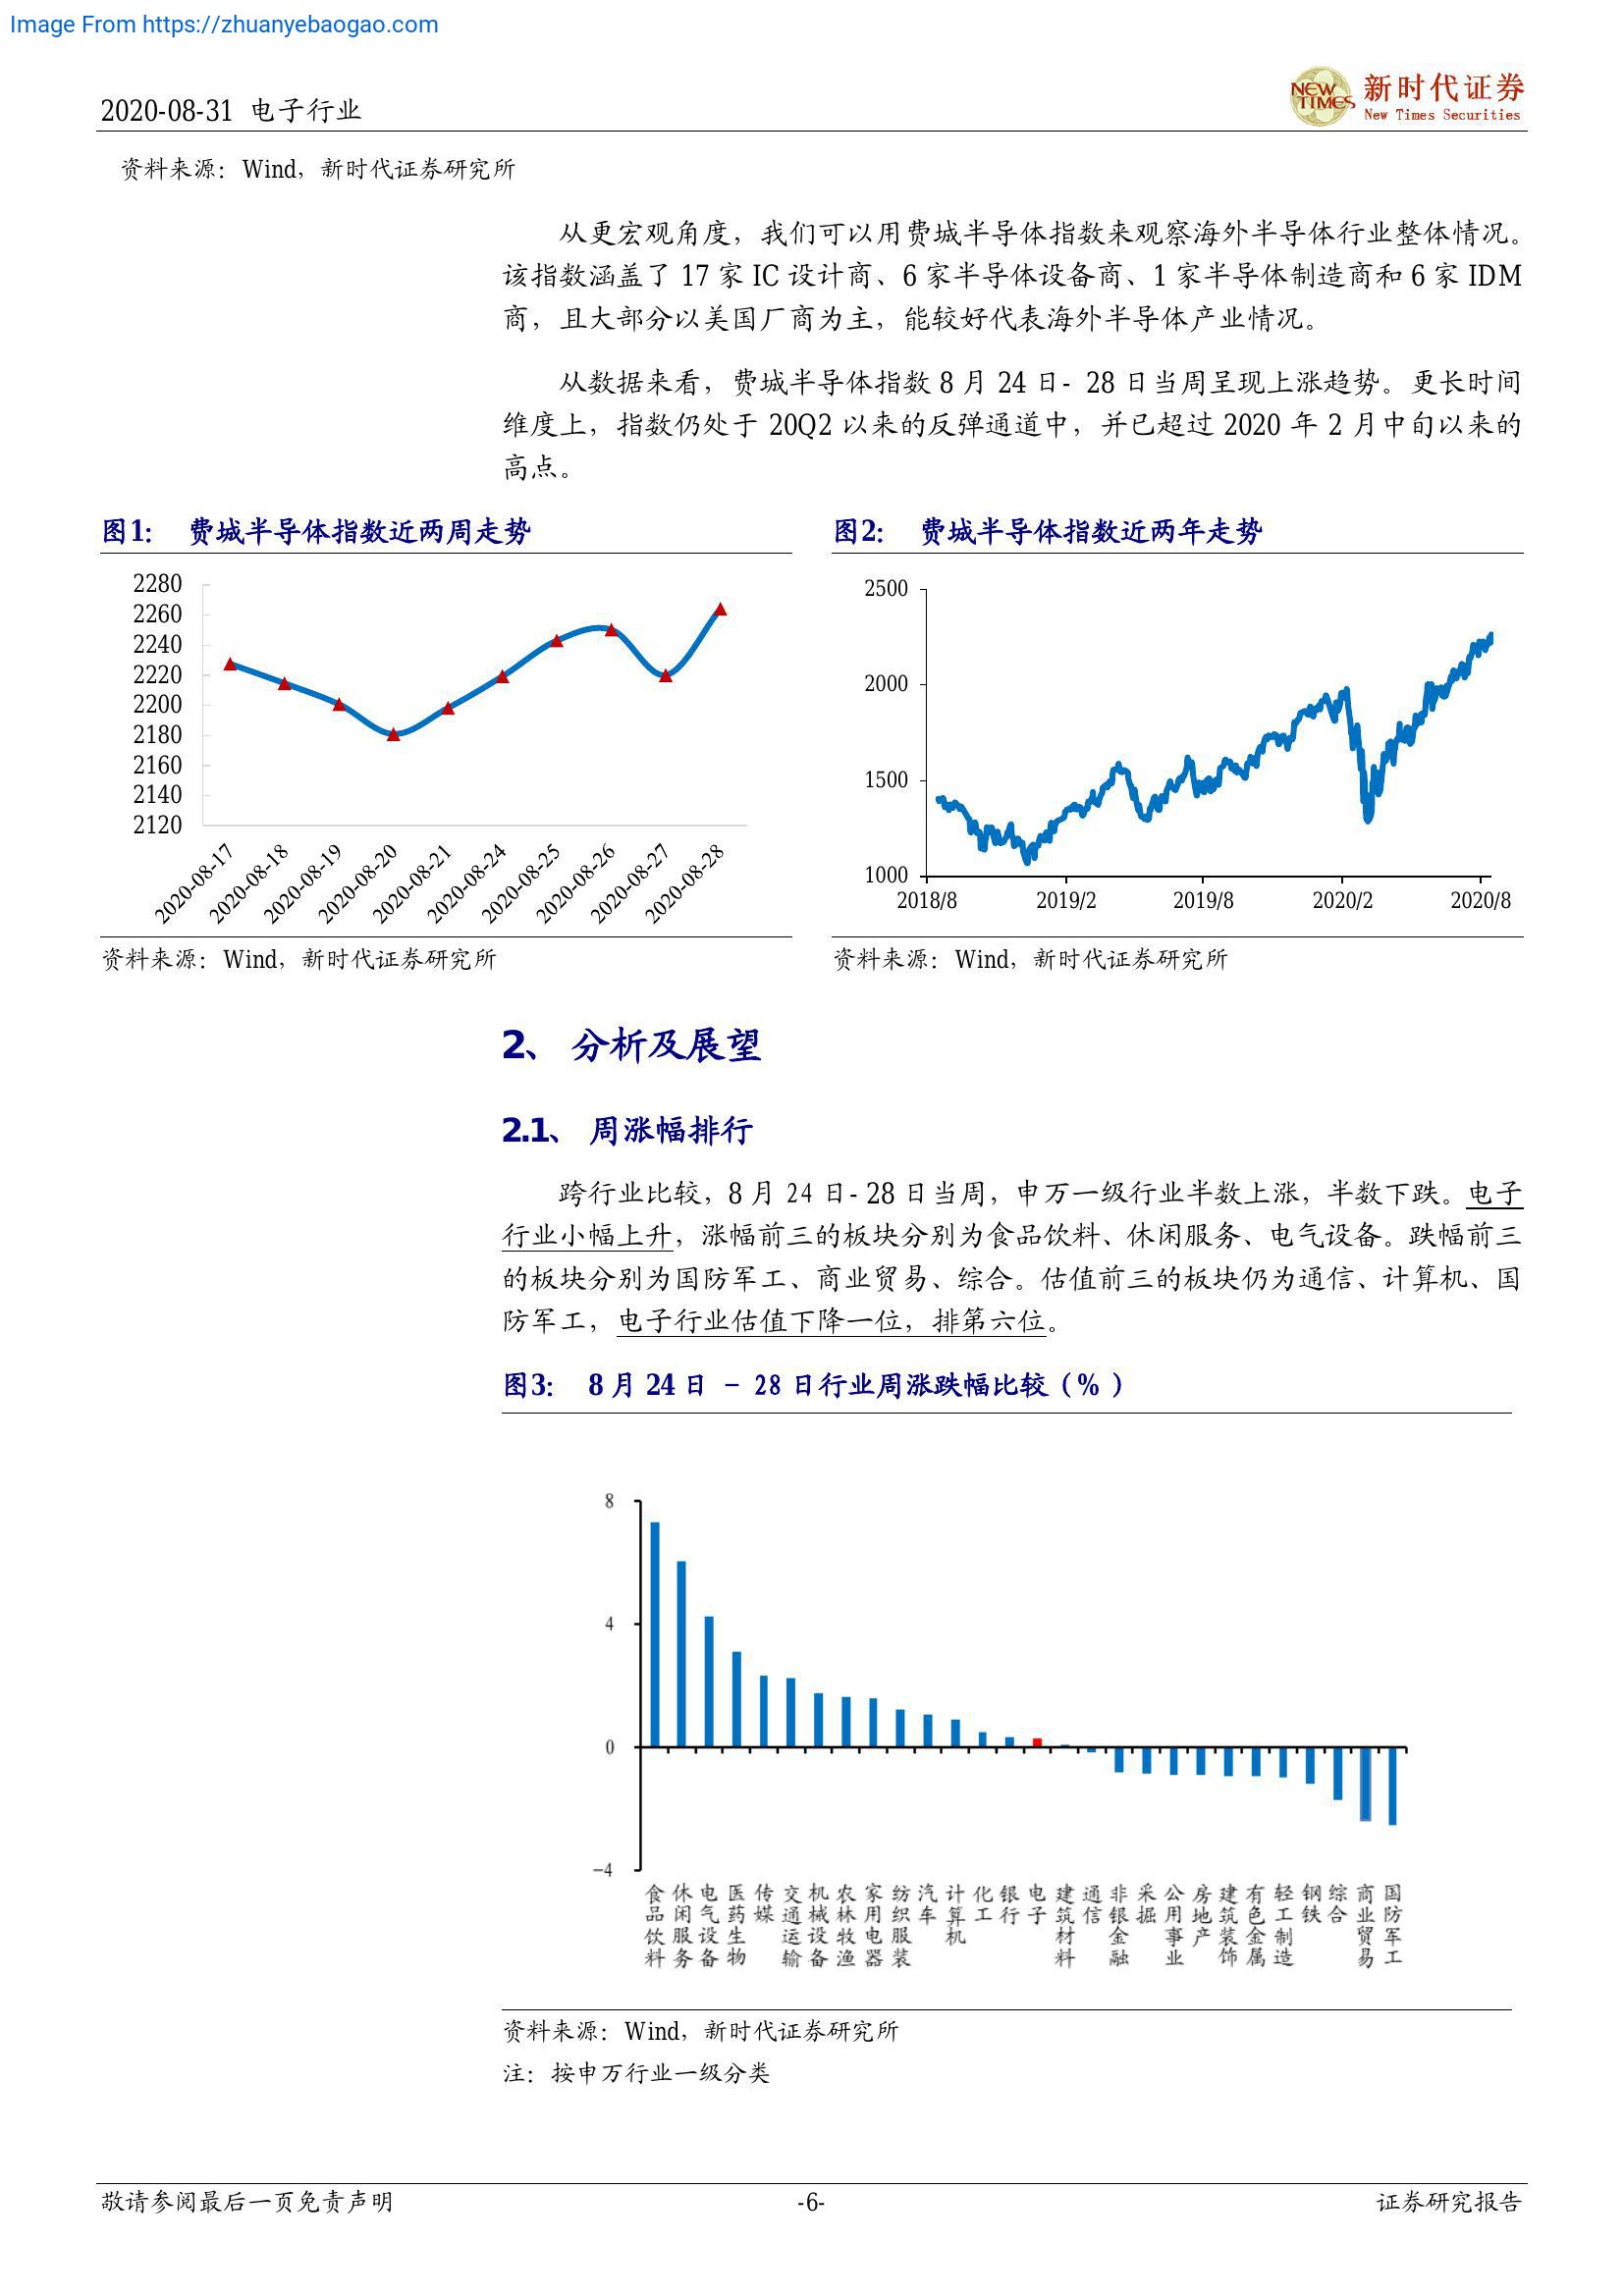 Image From https://zhuanyebaogao.com
2020-08-31 电子行业
NEW TIMES
新时代证券
New Times Securities
资料来源：Wind，新时代证券研究所
从更宏观角度，我们可以用费城半导体指数来观察海外半导体行业整体情况。
该指数涵盖了 17 家 IC 设计商、6 家半导体设备商、1 家半导体制造商和 6 家 IDM
商，且大部分以美国厂商为主，能较好代表海外半导体产业情况。
从数据来看，费城半导体指数 8 月 24 日- 28 日当周呈现上涨趋势。更长时间
维度上，指数仍处于 20Q2 以来的反弹通道中，并已超过 2020 年 2 月中旬以来的
高点。
图1： 费城半导体指数近两周走势
2280
2260
2240
2220
2200
2180
2160
2140
2120
2020-08-17 2020-08-18 2020-08-19 2020-08-20 2020-08-21 2020-08-24 2020-08-25 2020-08-26 2020-08-27 2020-08-28
资料来源：Wind，新时代证券研究所
图2： 费城半导体指数近两年走势
2500
2000
1500
1000
2018/8 2019/2 2019/8 2020/2 2020/8
资料来源：Wind，新时代证券研究所
2、 分析及展望
2.1、 周涨幅排行
跨行业比较，8 月 24 日- 28 日当周，申万一级行业半数上涨，半数下跌。电子
行业小幅上升，涨幅前三的板块分别为食品饮料、休闲服务、电气设备。跌幅前三
的板块分别为国防军工、商业贸易、综合。估值前三的板块仍为通信、计算机、国
防军工，电子行业估值下降一位，排第六位。
图3： 8 月 24 日 – 28 日行业周涨跌幅比较（% ）
8
4
0
−4
食品饮料 休闲服务 电气设备 医药生物 传媒 交通运输 机械设备 农林牧渔 家用电器 纺织服装 汽车 计算机 化工 银行 电子 建筑材料 通信 非银金融 采掘 公用事业 房地产 建筑装饰 有色金属 轻工制造 钢铁 综合 商业贸易 国防军工
资料来源：Wind，新时代证券研究所
注：按申万行业一级分类
敬请参阅最后一页免责声明
-6-
证券研究报告